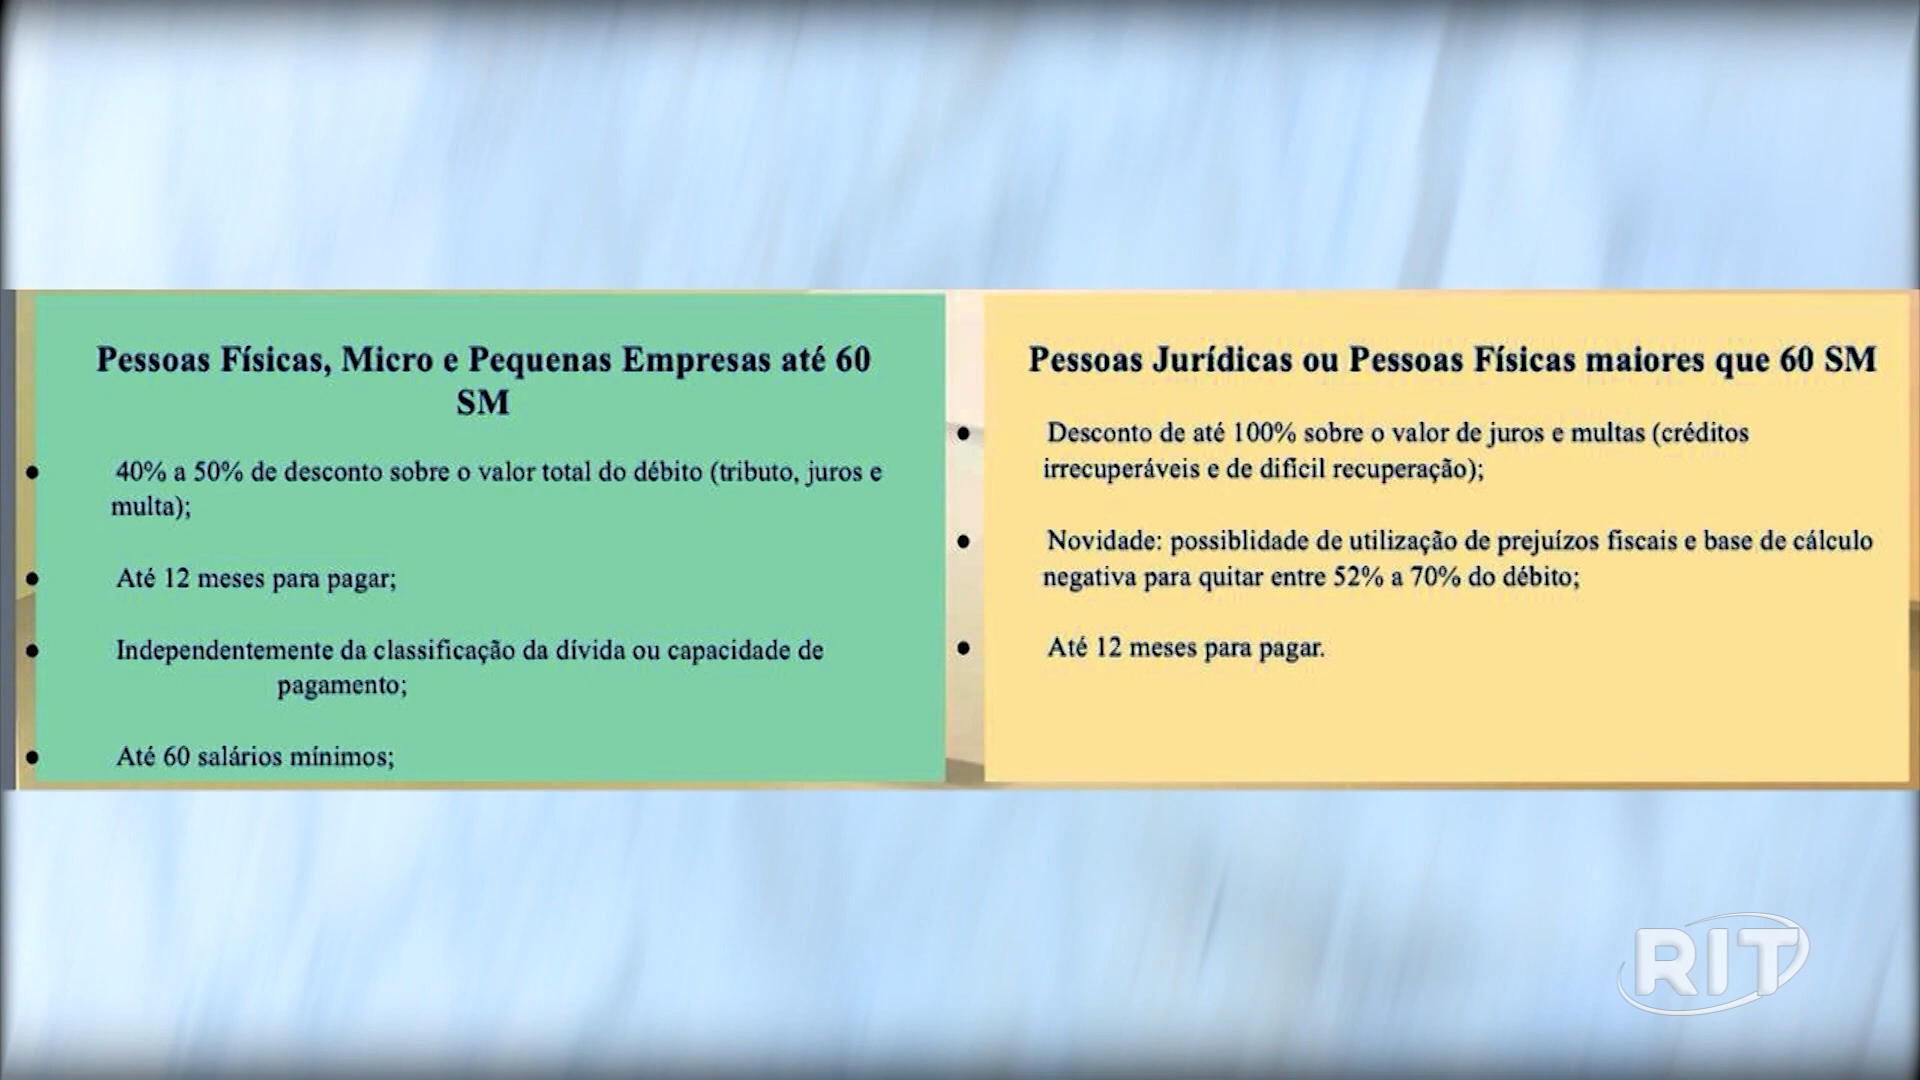 Pessoas Físicas, Micro e Pequenas Empresas até 60
SM
• 40% a 50% de desconto sobre o valor total do débito (tributo, juros e
multa);
• Até 12 meses para pagar;
• Independentemente da classificação da dívida ou capacidade de
pagamento;
• Até 60 salários mínimos;
Pessoas Jurídicas ou Pessoas Físicas maiores que 60 SM
• Desconto de até 100% sobre o valor de juros e multas (créditos
irrecuperáveis e de difícil recuperação);
• Novidade: possiblidade de utilização de prejuízos fiscais e base de cálculo
negativa para quitar entre 52% a 70% do débito;
• Até 12 meses para pagar.
RIT